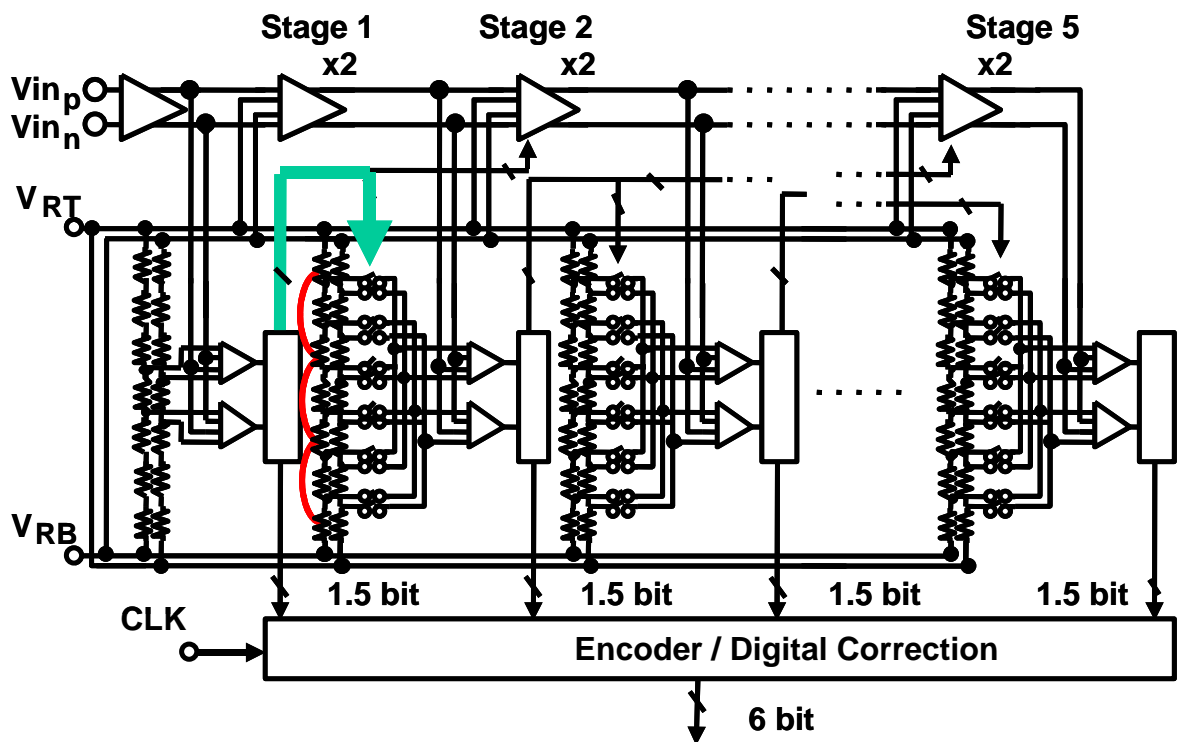 Stage 1
Stage 2
Stage 5
x2
x2
x2
Vinp
Vinn
VRT
VRB
1.5 bit
1.5 bit
1.5 bit
1.5 bit
CLK
Encoder / Digital Correction
6 bit